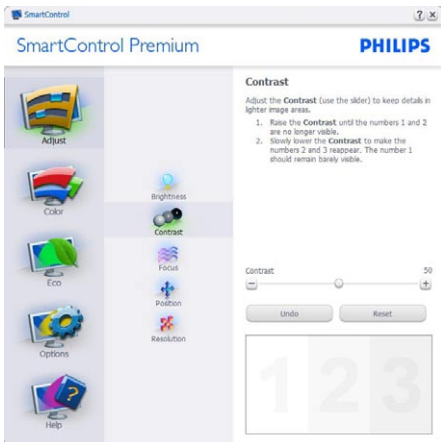 SmartControl
SmartControl Premium
PHILIPS
Adjust
Color
Eco
Options
Help
Brightness
Contrast
Focus
Position
Resolution
Contrast
Adjust the Contrast (use the slider) to keep details in
lighter image areas.
1. Raise the Contrast until the numbers 1 and 2
are no longer visible.
2. Slowly lower the Contrast to make the
numbers 2 and 3 reappear. The number 1
should remain barely visible.
Contrast 50
Undo Reset
1 2 3